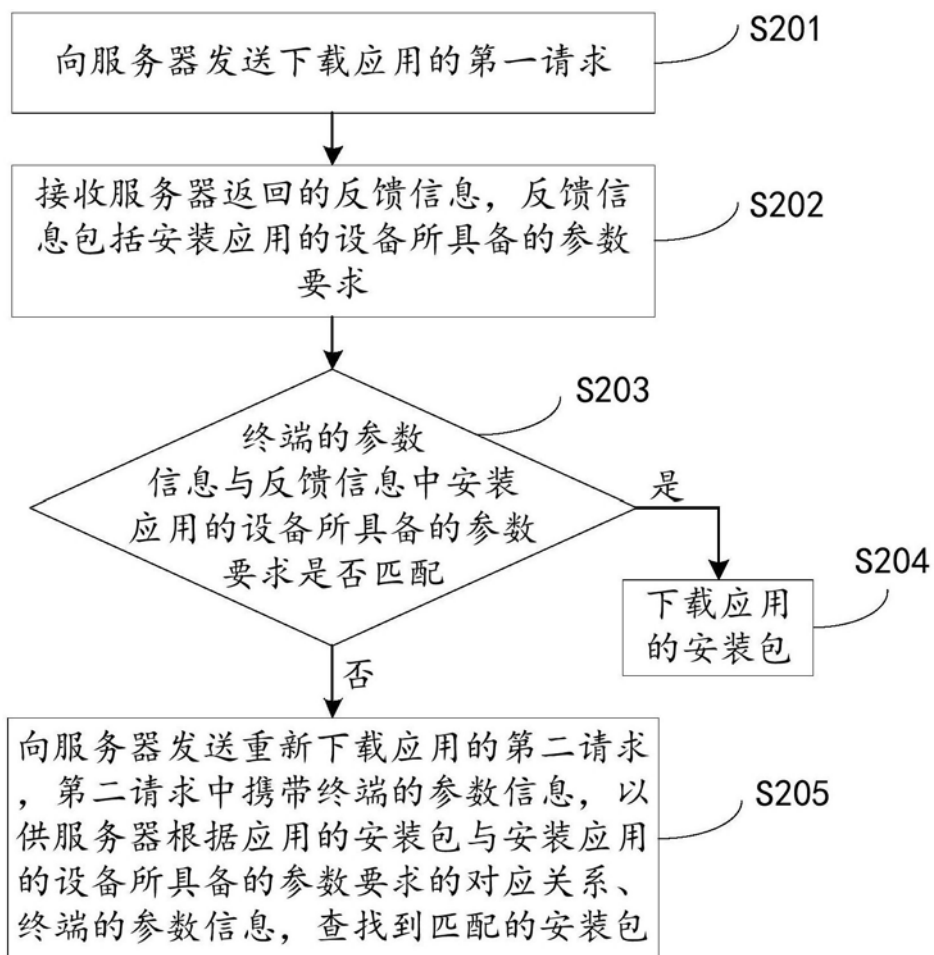 向服务器发送下载应用的第一请求
S201
接收服务器返回的反馈信息，反馈信
息包括安装应用的设备所具备的参数
要求
S202
终端的参数
信息与反馈信息中安装
应用的设备所具备的参数
要求是否匹配
S203
是
下载应用
的安装包
S204
否
向服务器发送重新下载应用的第二请求
，第二请求中携带终端的参数信息，以
供服务器根据应用的安装包与安装应用
的设备所具备的参数要求的对应关系、
终端的参数信息，查找到匹配的安装包
S205